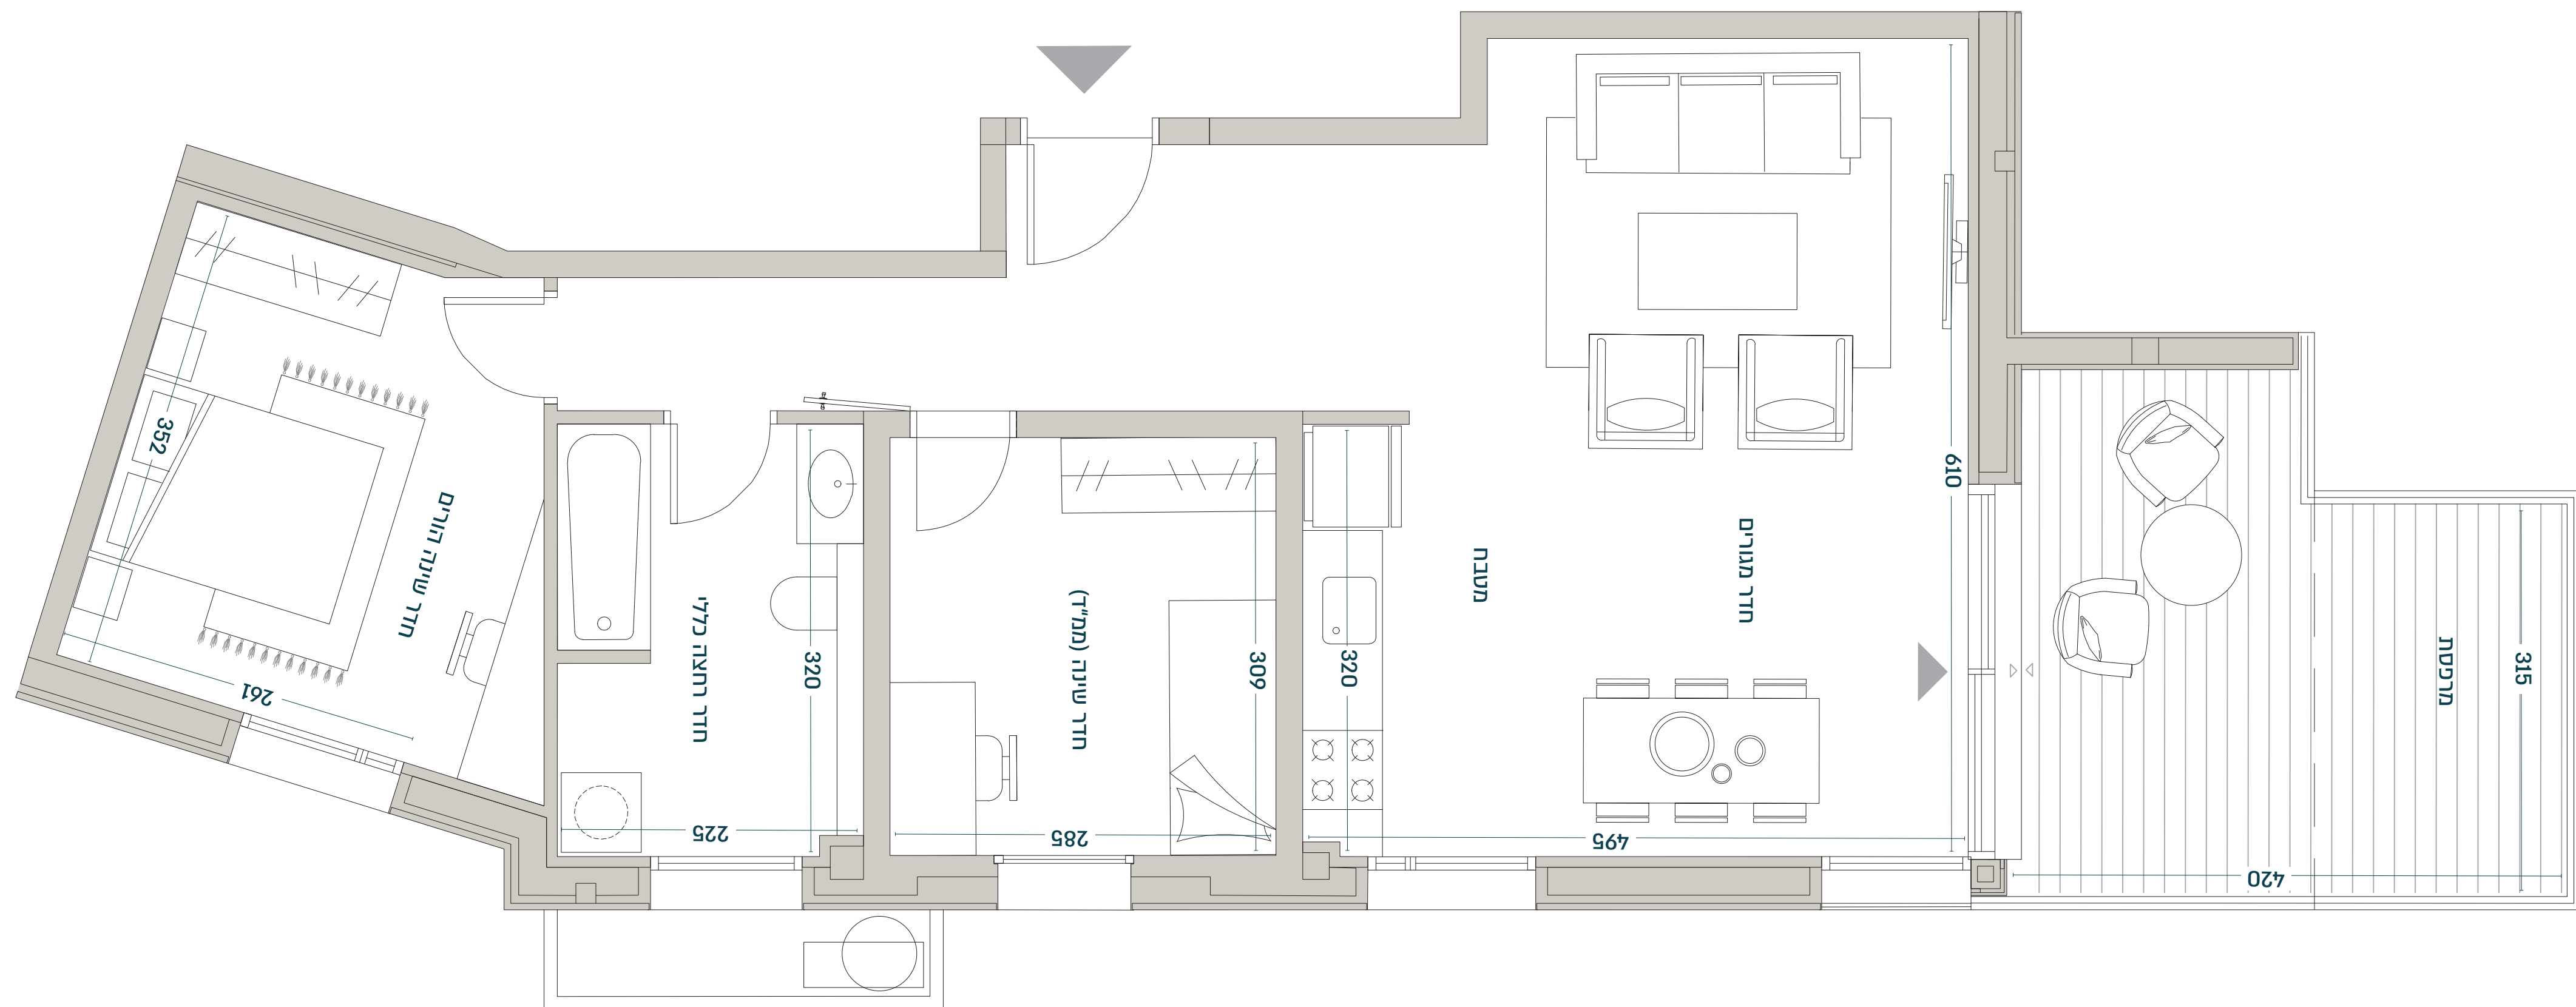 חדר שינה הורים
352
261
חדר רחצה כללי
320
225
חדר שינה (ממ"ד)
309
285
מטבח
320
חדר מגורים
610
495
מרפסת
315
420